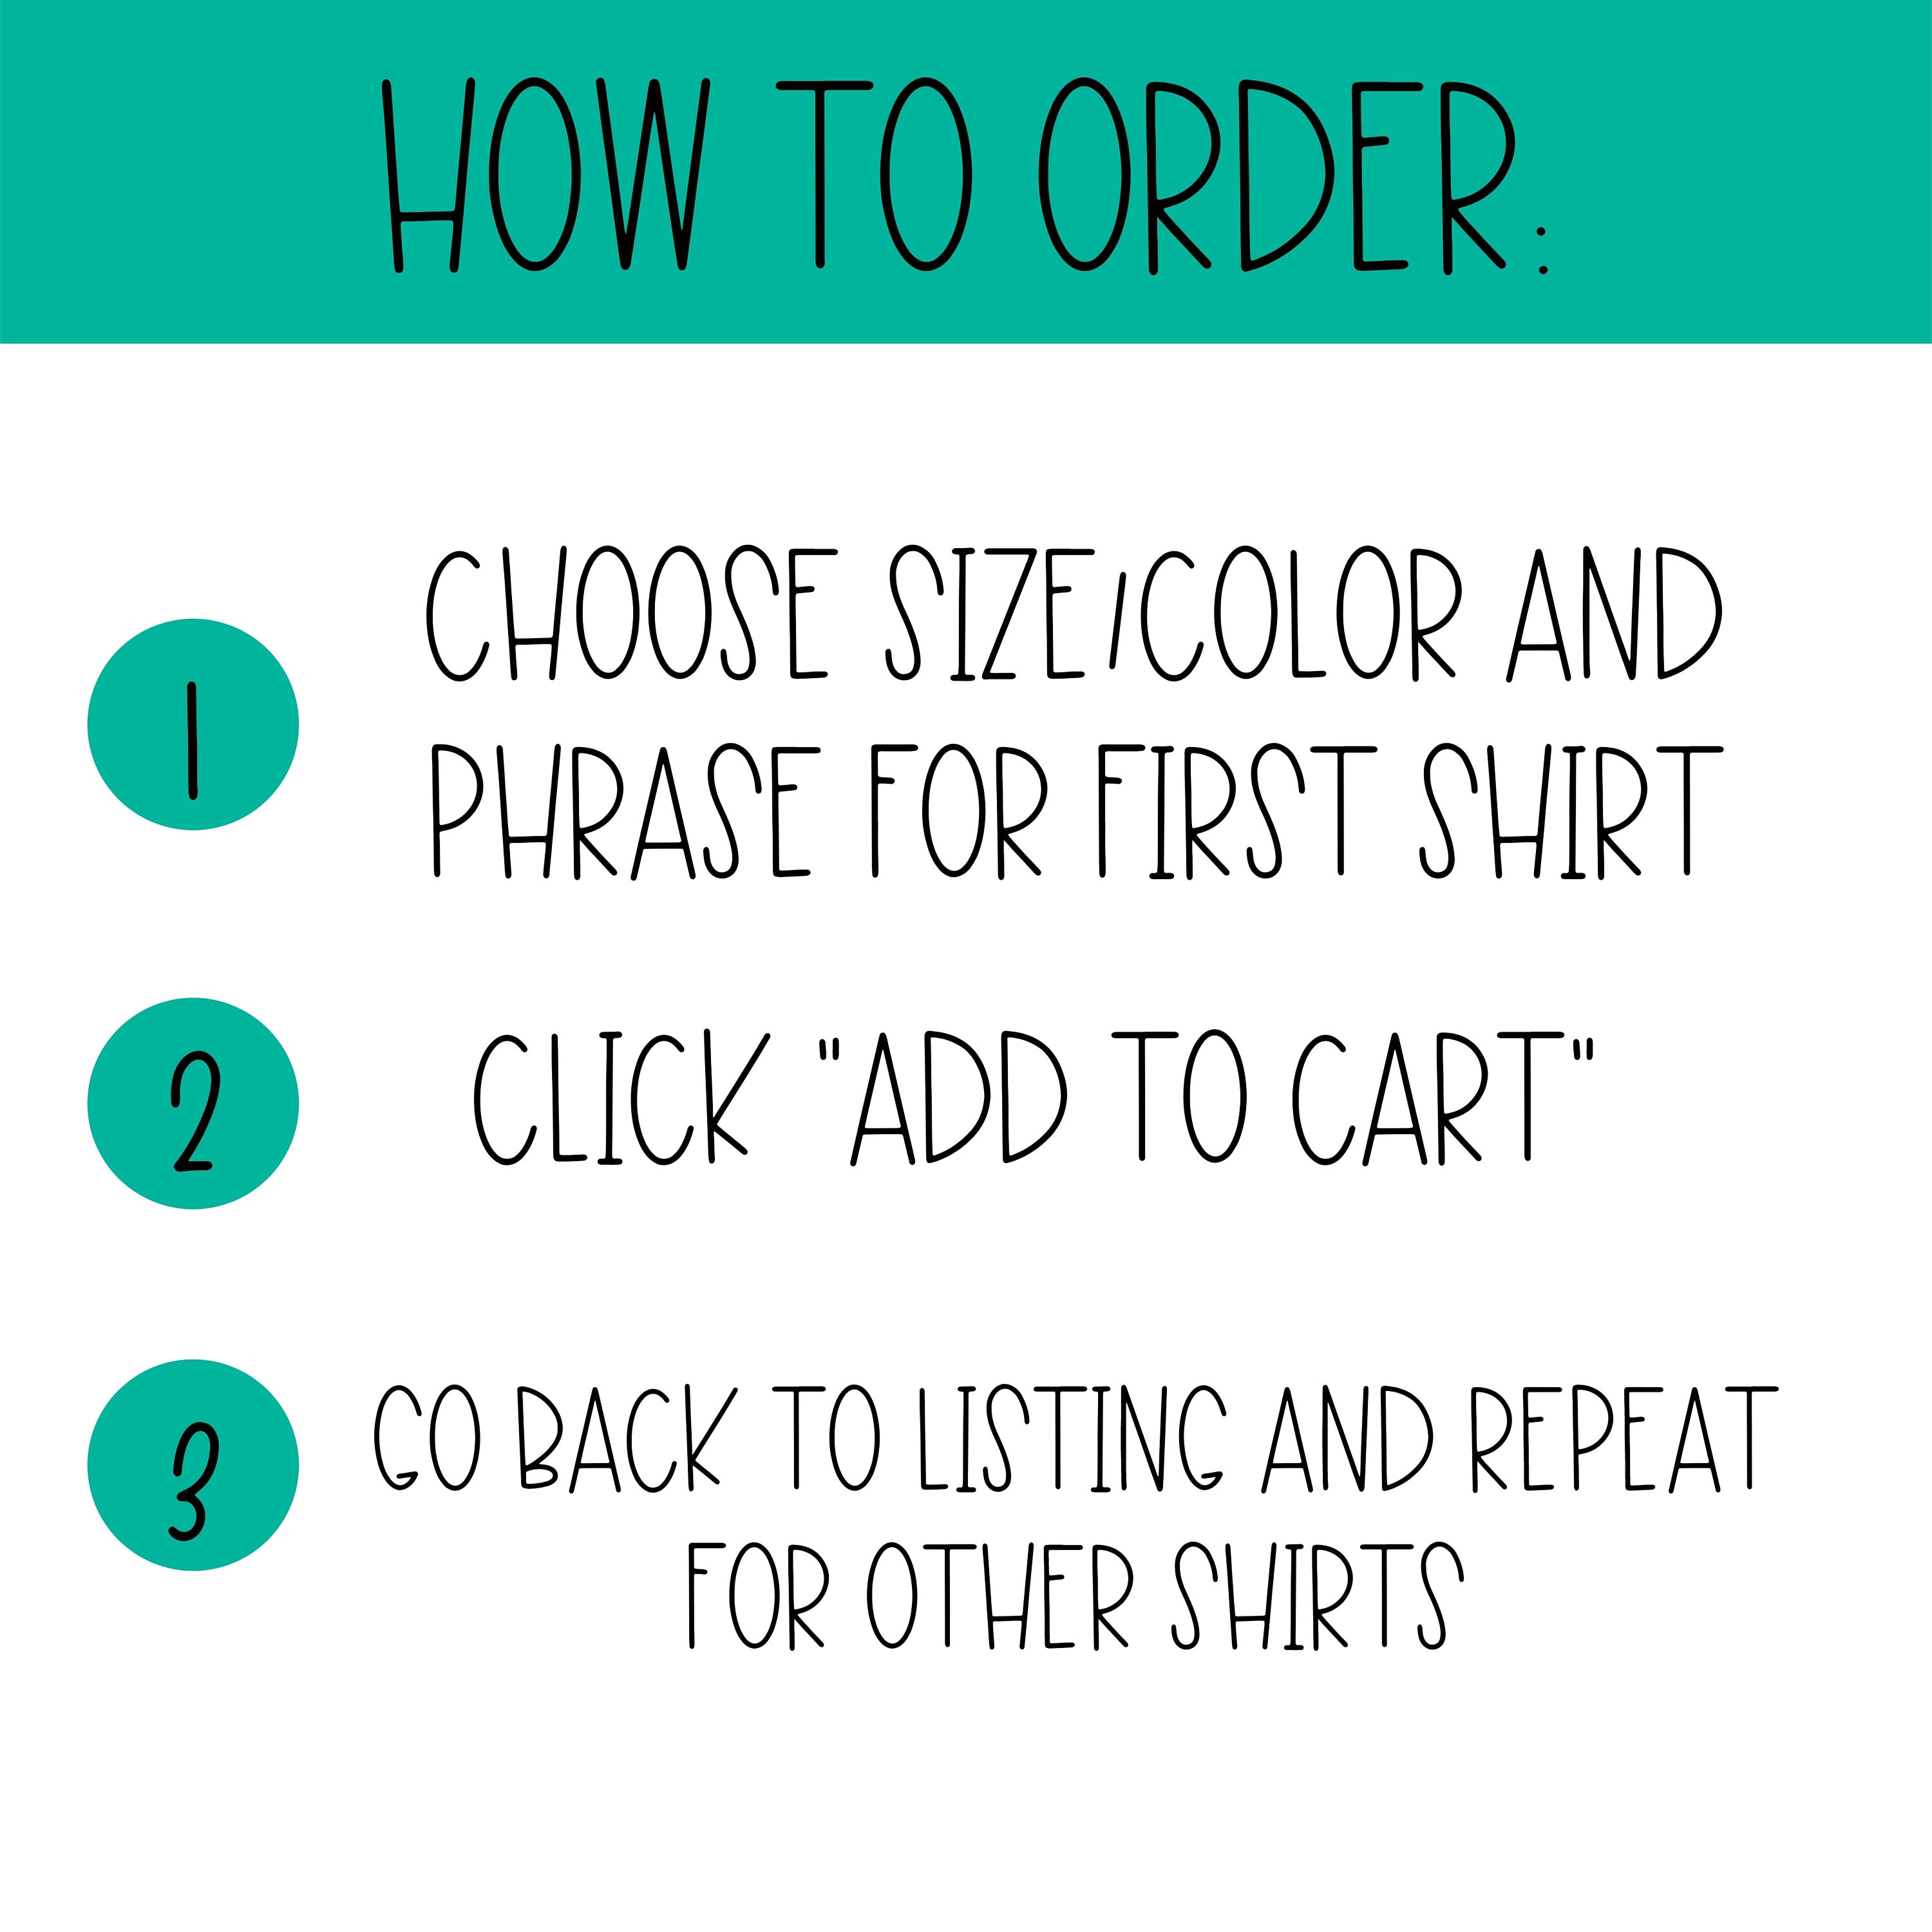 HOW TO ORDER:
1
CHOOSE SIZE/COLOR AND
PHRASE FOR FIRST SHIRT
2
CLICK "ADD TO CART"
3
GO BACK TO LISTING AND REPEAT
FOR OTHER SHIRTS